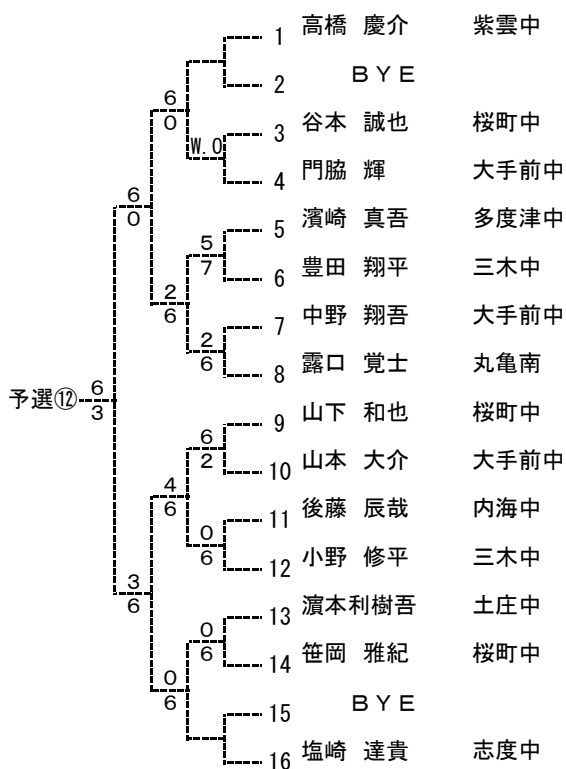 1 高橋 慶介 紫雲中
2 ＢＹＥ
6
0
3 谷本 誠也 桜町中
W.0
4 門脇 輝 大手前中
6
0
5 濱崎 真吾 多度津中
5
7
6 豊田 翔平 三木中
2
6
7 中野 翔吾 大手前中
2
6
8 露口 覚士 丸亀南
予選⑫
6
3
9 山下 和也 桜町中
6
2
10 山本 大介 大手前中
4
6
11 後藤 辰哉 内海中
0
6
12 小野 修平 三木中
3
6
13 濵本利樹吾 土庄中
0
6
14 笹岡 雅紀 桜町中
0
6
15 ＢＹＥ
16 塩崎 達貴 志度中